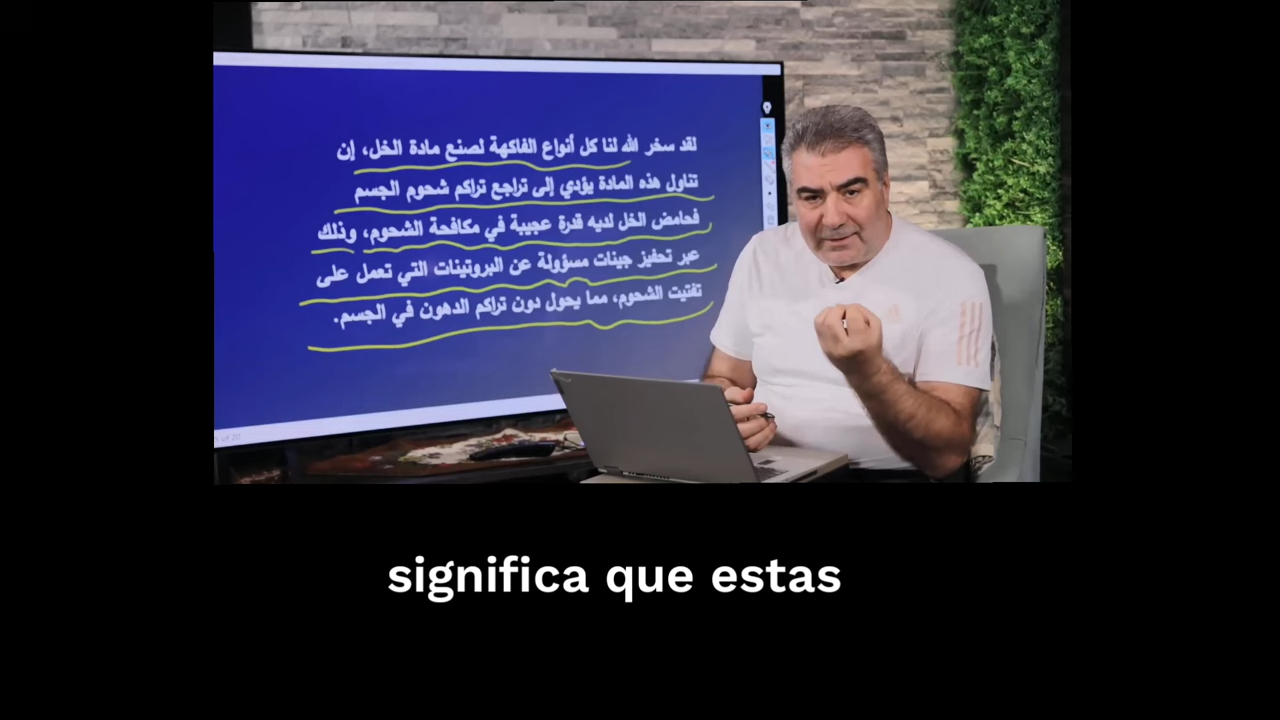 لقد سخر الله لنا كل أنواع الفاكهة لصنع مادة الخل، إن
تناول هذه المادة يؤدي إلى تراجع تراكم شحوم الجسم
فحامض الخل لديه قدرة عجيبة في مكافحة الشحوم، وذلك
عبر تحفيز جينات مسؤولة عن البروتينات التي تعمل على
تفتيت الشحوم، مما يحول دون تراكم الدهون في الجسم.
significa que estas